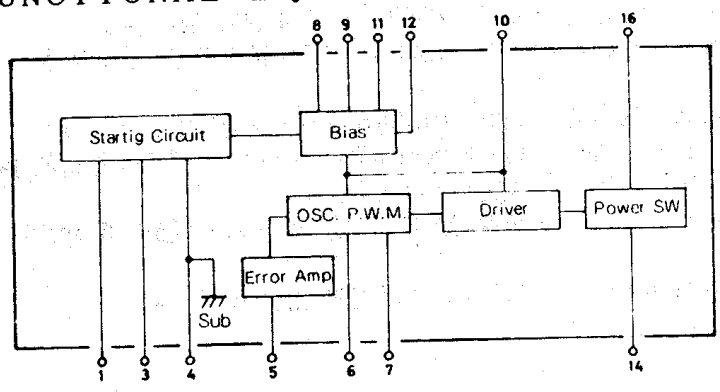 8 9 11 12 10 16
Startig Circuit
Bias
OSC. P.W.M.
Driver
Power SW
Error Amp
Sub
1 3 4 5 6 7 14